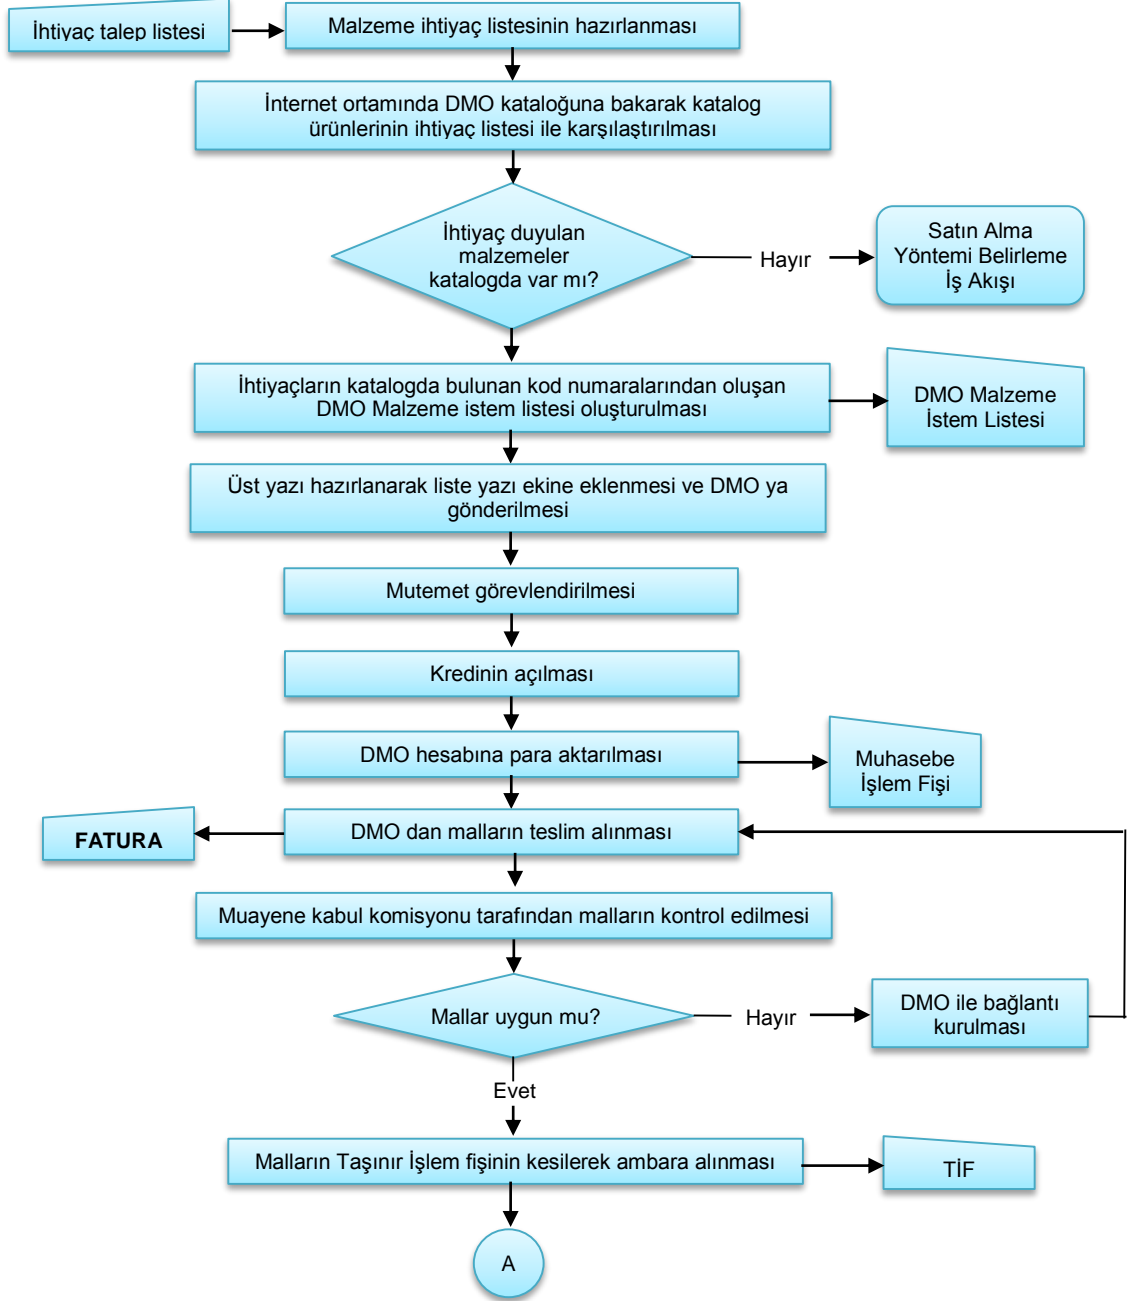 İhtiyaç talep listesi
Malzeme ihtiyaç listesinin hazırlanması
İnternet ortamında DMO kataloğuna bakarak katalog
ürünlerinin ihtiyaç listesi ile karşılaştırılması
İhtiyaç duyulan
malzemeler
katalogda var mı?
Hayır
Satın Alma
Yöntemi Belirleme
İş Akışı
İhtiyaçların katalogda bulunan kod numaralarından oluşan
DMO Malzeme istem listesi oluşturulması
DMO Malzeme
İstem Listesi
Üst yazı hazırlanarak liste yazı ekine eklenmesi ve DMO ya
gönderilmesi
Mutemet görevlendirilmesi
Kredinin açılması
DMO hesabına para aktarılması
Muhasebe
İşlem Fişi
FATURA
DMO dan malların teslim alınması
Muayene kabul komisyonu tarafından malların kontrol edilmesi
Mallar uygun mu?
Hayır
DMO ile bağlantı
kurulması
Evet
Malların Taşınır İşlem fişinin kesilerek ambara alınması
TİF
A